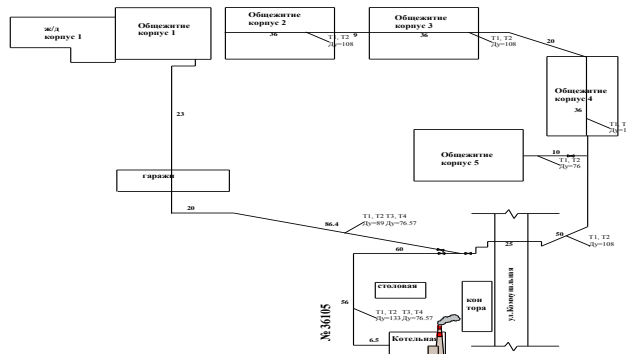 ж/д
корпус 1
Общежитие
корпус 1
Общежитие
корпус 2
36
Т1, Т2
Ду=108
9
Общежитие
корпус 3
36
Т1, Т2
Ду=108
20
Общежитие
корпус 4
36
23
Общежитие
корпус 5
10
Т1, Т2
Ду=76
гаражи
20
86.4
Т1, Т2 Т3, Т4
Ду=89 Ду=76.57
60
25
50
Т1, Т2
Ду=108
56
столовая
Т1, Т2 Т3, Т4
Ду=133 Ду=76.57
кон
тора
ул.Коммунальная
№ 36105
6.5
Котельная